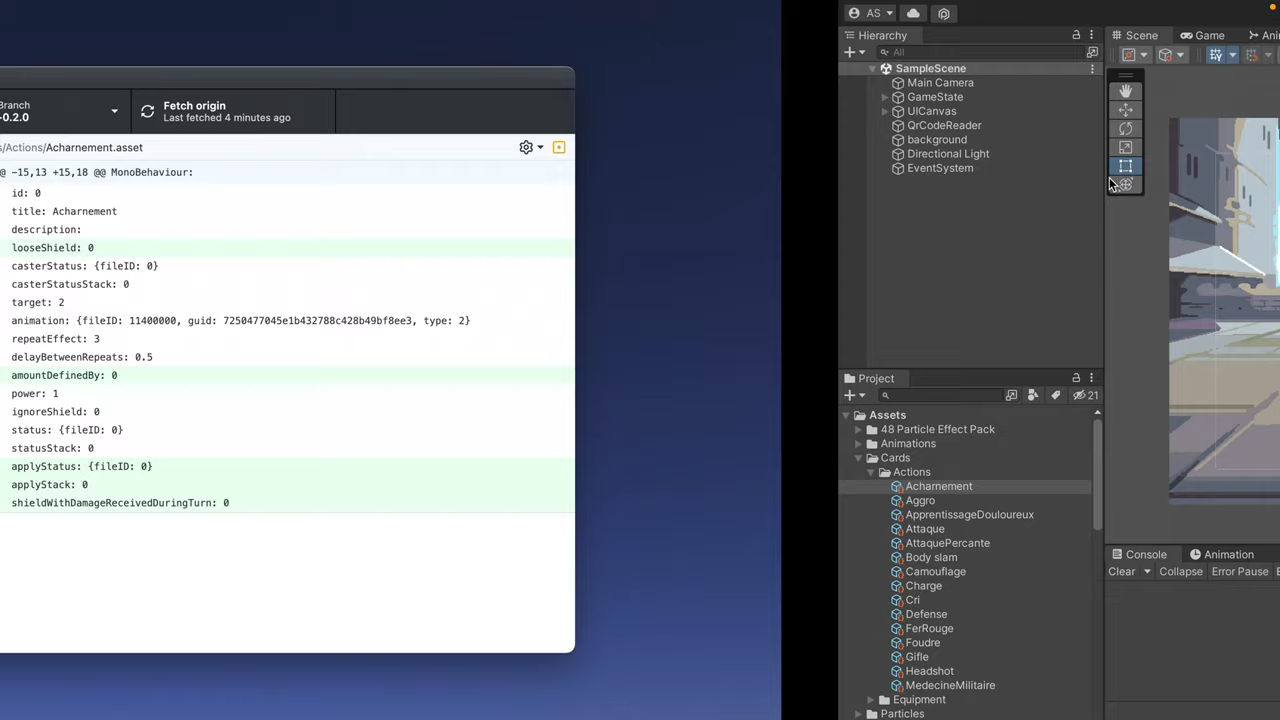 Branch
-0.2.0
Fetch origin
Last fetched 4 minutes ago
s/Actions/Acharnement.asset
@ -15,13 +15,18 @@ MonoBehaviour:
id: 0
title: Acharnement
description:
looseShield: 0
casterStatus: {fileID: 0}
casterStatusStack: 0
target: 2
animation: {fileID: 11400000, guid: 7250477045e1b432788c428b49bf8ee3, type: 2}
repeatEffect: 3
delayBetweenRepeats: 0.5
amountDefinedBy: 0
power: 1
ignoreShield: 0
status: {fileID: 0}
statusStack: 0
applyStatus: {fileID: 0}
applyStack: 0
shieldWithDamageReceivedDuringTurn: 0
AS
Hierarchy
All
SampleScene
Main Camera
GameState
UICanvas
QrCodeReader
background
Directional Light
EventSystem
Scene
Game
Ani
Project
21
Assets
48 Particle Effect Pack
Animations
Cards
Actions
Acharnement
Aggro
ApprentissageDouloureux
Attaque
AttaquePercante
Body slam
Camouflage
Charge
Cri
Defense
FerRouge
Foudre
Gifle
Headshot
MedecineMilitaire
Equipment
Particles
Console
Animation
Clear
Collapse
Error Pause
E